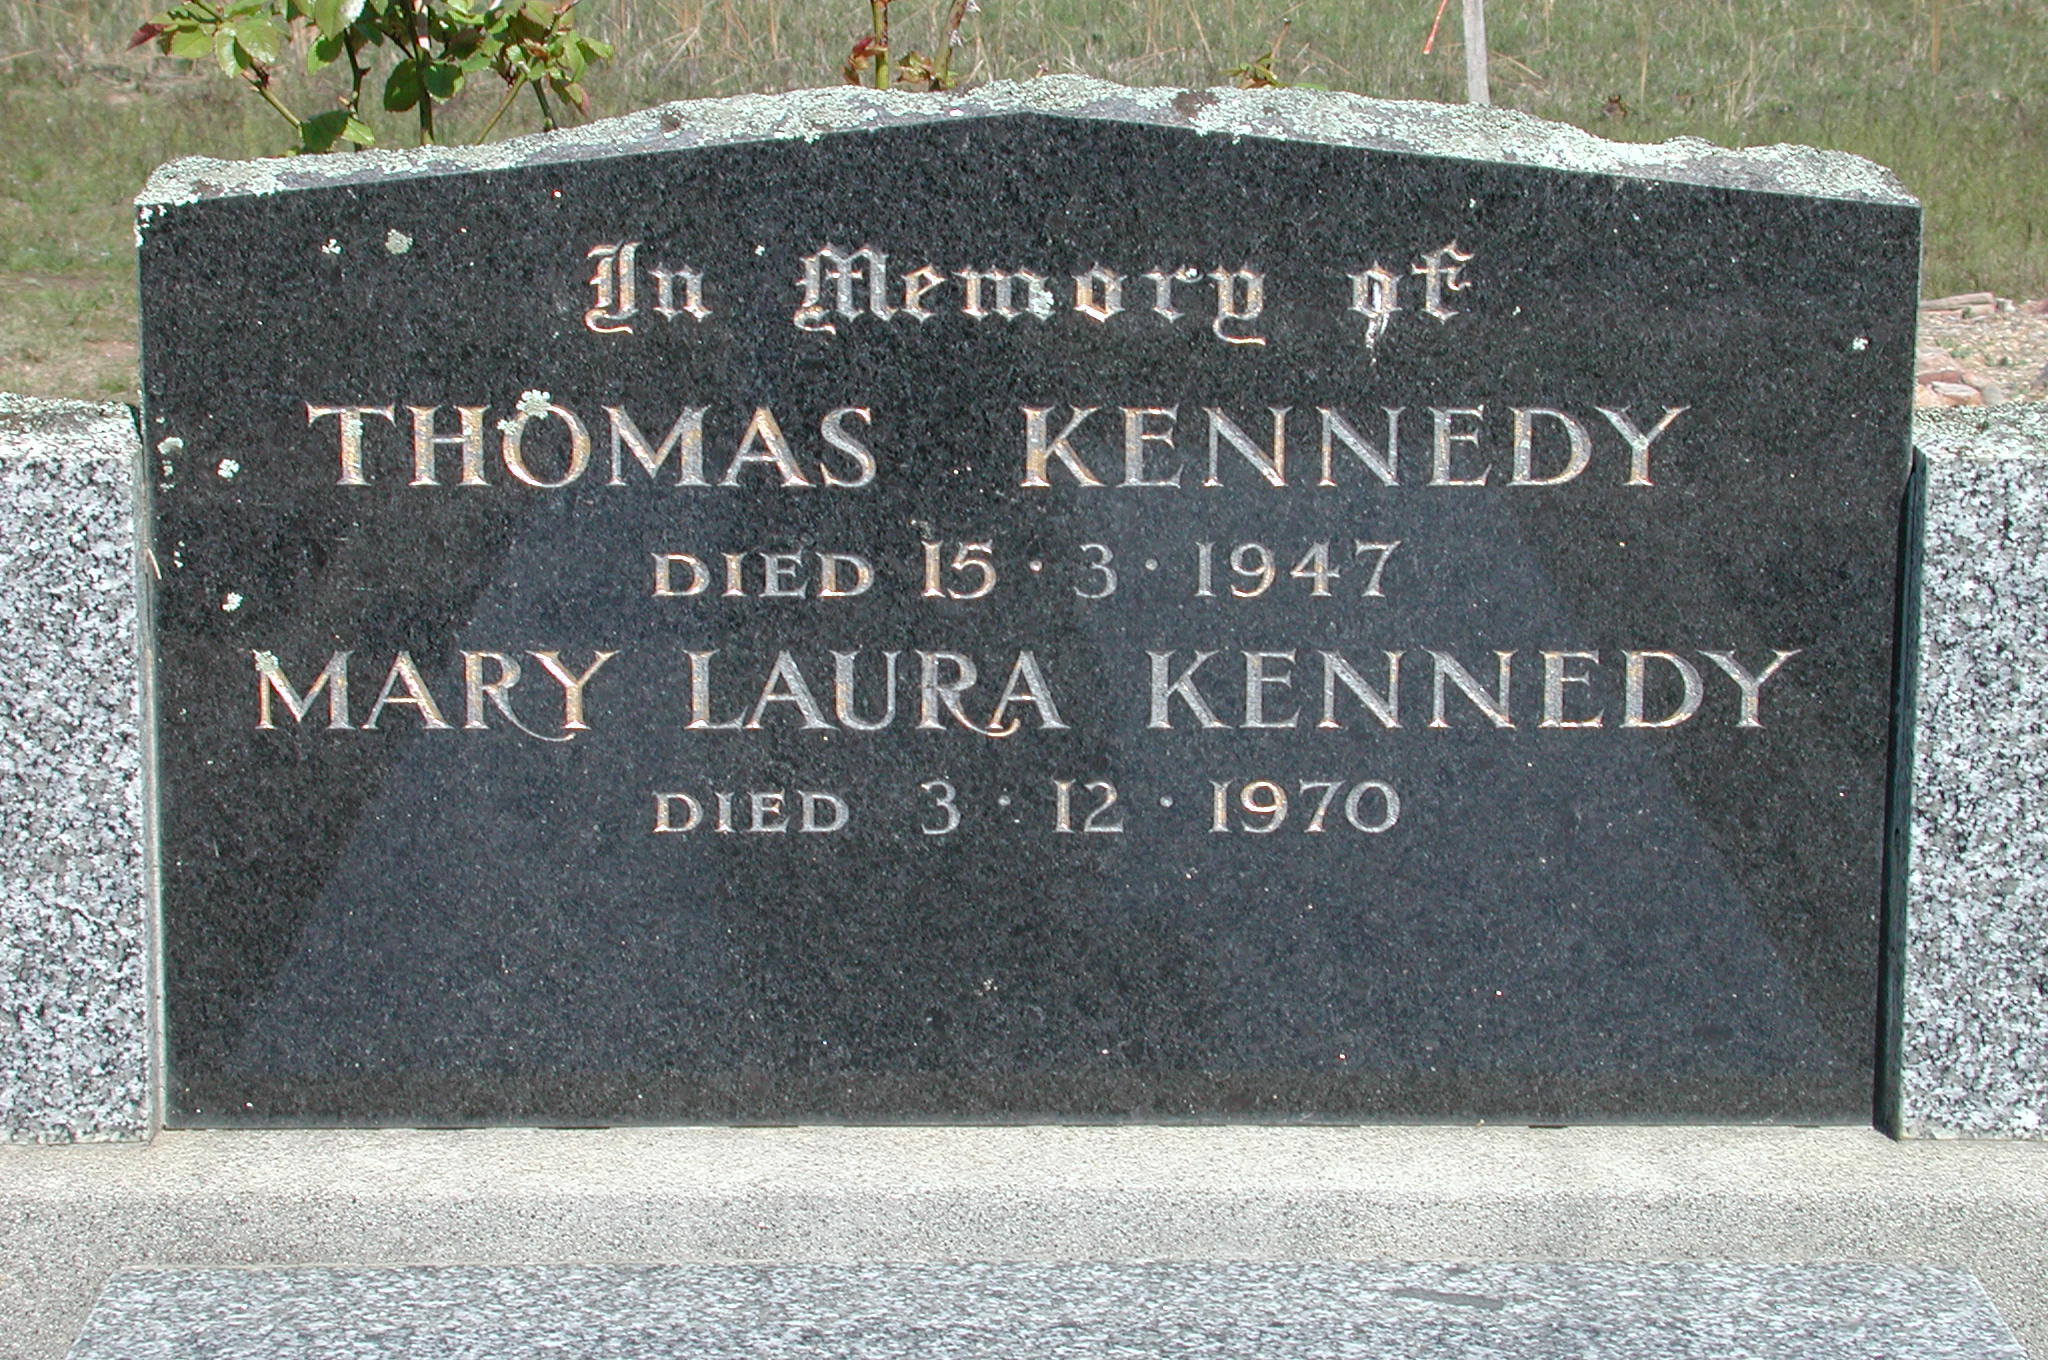 In Memory of
THOMAS KENNEDY
DIED 15·3·1947
MARY LAURA KENNEDY
DIED 3·12·1970